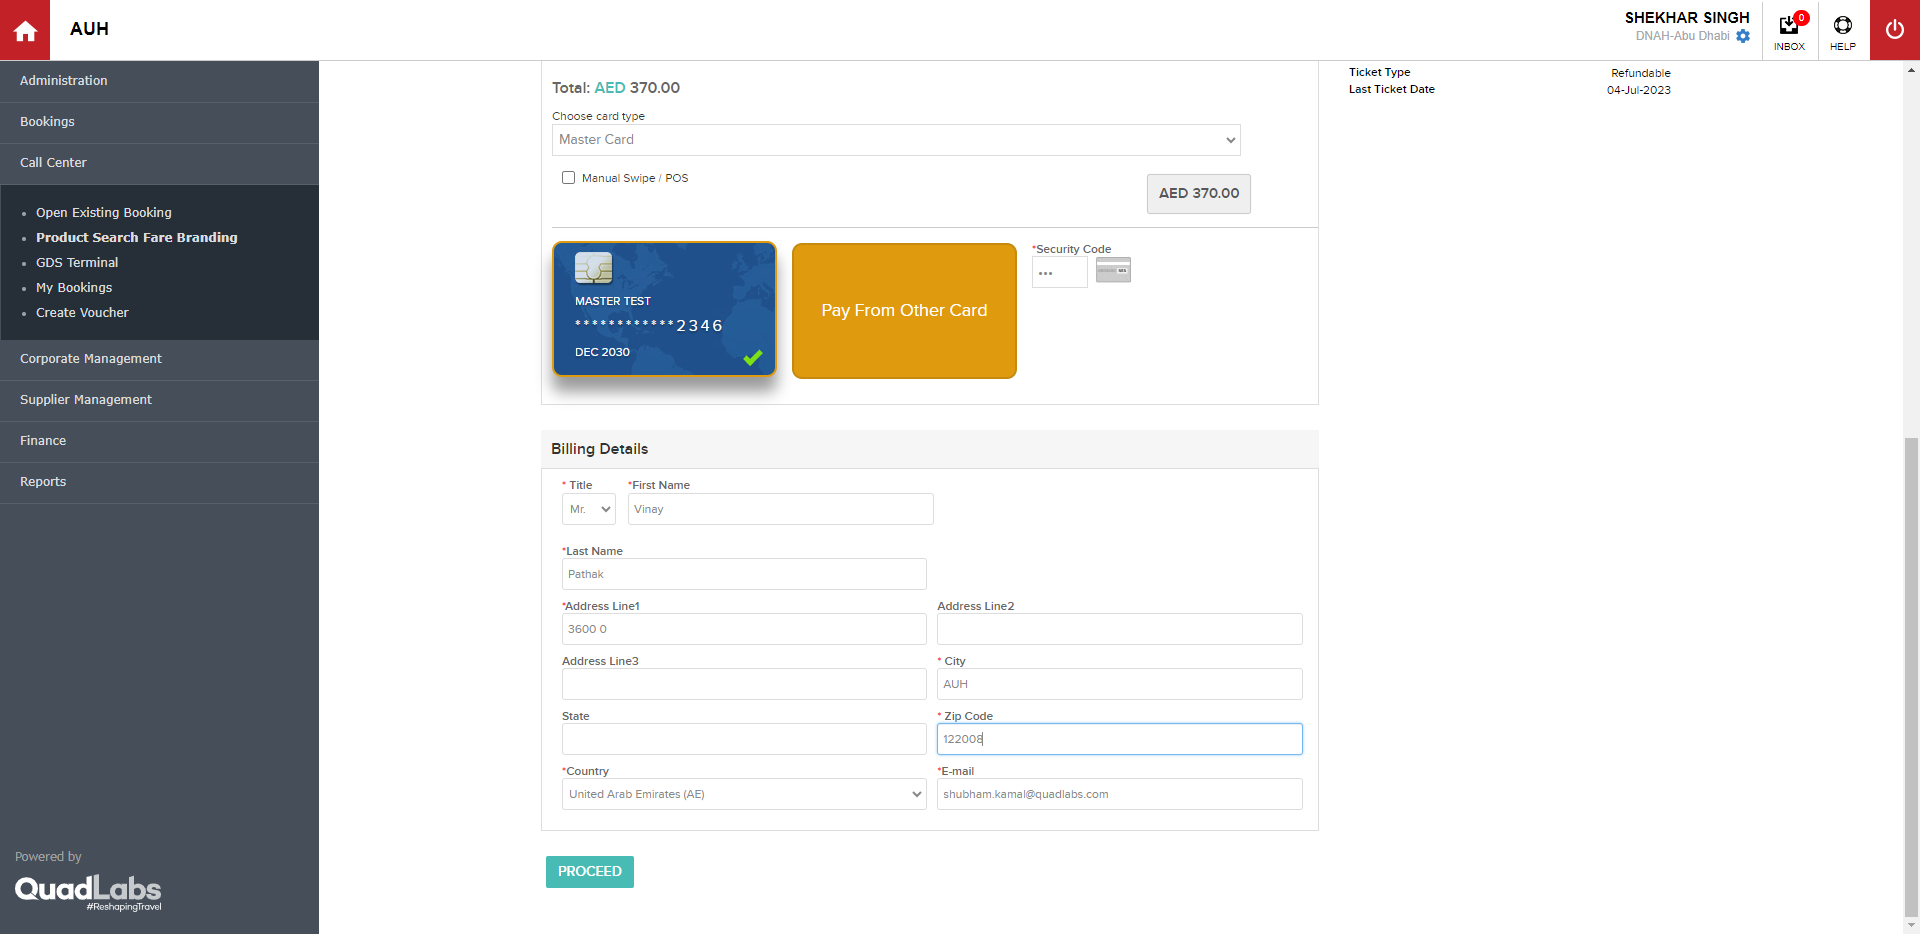 AUH
SHEKHAR SINGH
DNAH-Abu Dhabi
0
INBOX
HELP
Administration
Bookings
Call Center
Open Existing Booking
Product Search Fare Branding
GDS Terminal
My Bookings
Create Voucher
Corporate Management
Supplier Management
Finance
Reports
Powered by
QuadLabs
#ReshapingTravel
Total: AED 370.00
Choose card type
Master Card
Manual Swipe / POS
AED 370.00
MASTER TEST
************2346
DEC 2030
Pay From Other Card
*Security Code
•••
Billing Details
* Title
*First Name
Mr.
Vinay
*Last Name
Pathak
*Address Line1
Address Line2
3600 0
Address Line3
* City
AUH
State
* Zip Code
122008
*Country
*E-mail
United Arab Emirates (AE)
shubham.kamal@quadlabs.com
PROCEED
Ticket Type Refundable
Last Ticket Date 04-Jul-2023